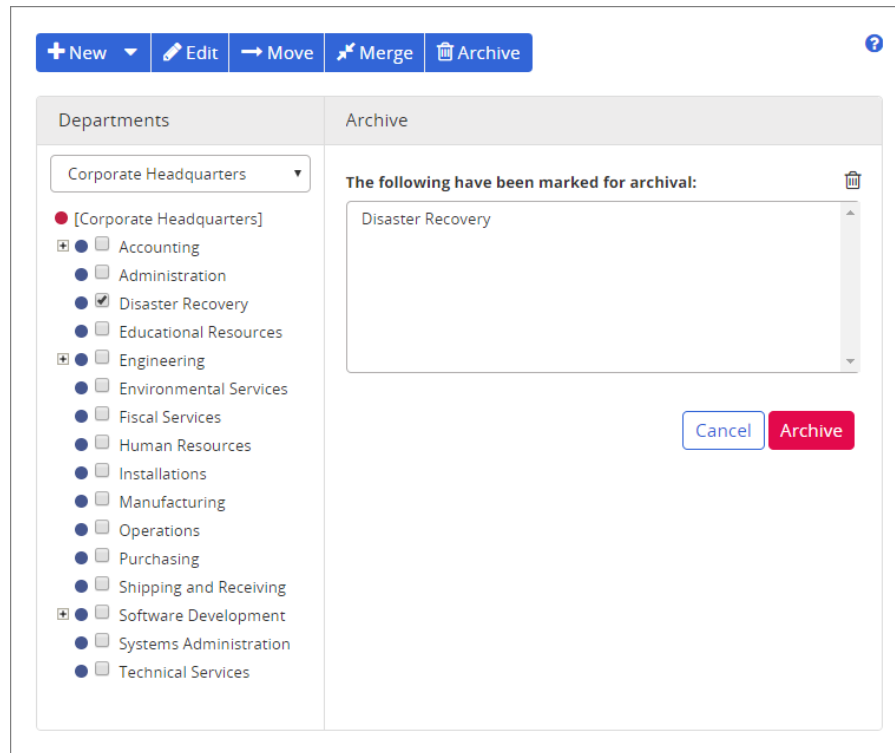 New Edit Move Merge Archive
Departments
Corporate Headquarters
[Corporate Headquarters]
Accounting
Administration
Disaster Recovery
Educational Resources
Engineering
Environmental Services
Fiscal Services
Human Resources
Installations
Manufacturing
Operations
Purchasing
Shipping and Receiving
Software Development
Systems Administration
Technical Services
Archive
The following have been marked for archival:
Disaster Recovery
Cancel Archive